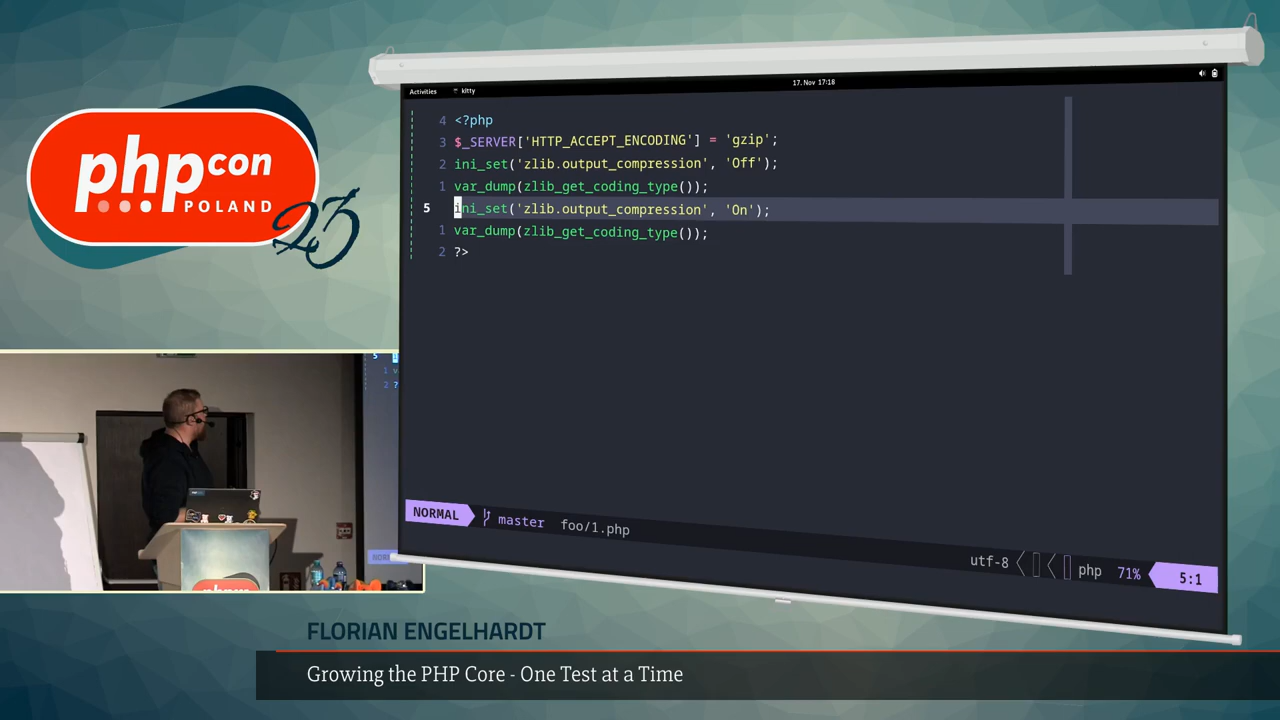 phpcon
POLAND
23
Activities
kitty
17. Nov 17:18
4 <?php
3 $_SERVER['HTTP_ACCEPT_ENCODING'] = 'gzip';
2 ini_set('zlib.output_compression', 'Off');
1 var_dump(zlib_get_coding_type());
5 ini_set('zlib.output_compression', 'On');
1 var_dump(zlib_get_coding_type());
2 ?>
NORMAL master foo/1.php
utf-8 php 71% 5:1
FLORIAN ENGELHARDT
Growing the PHP Core - One Test at a Time